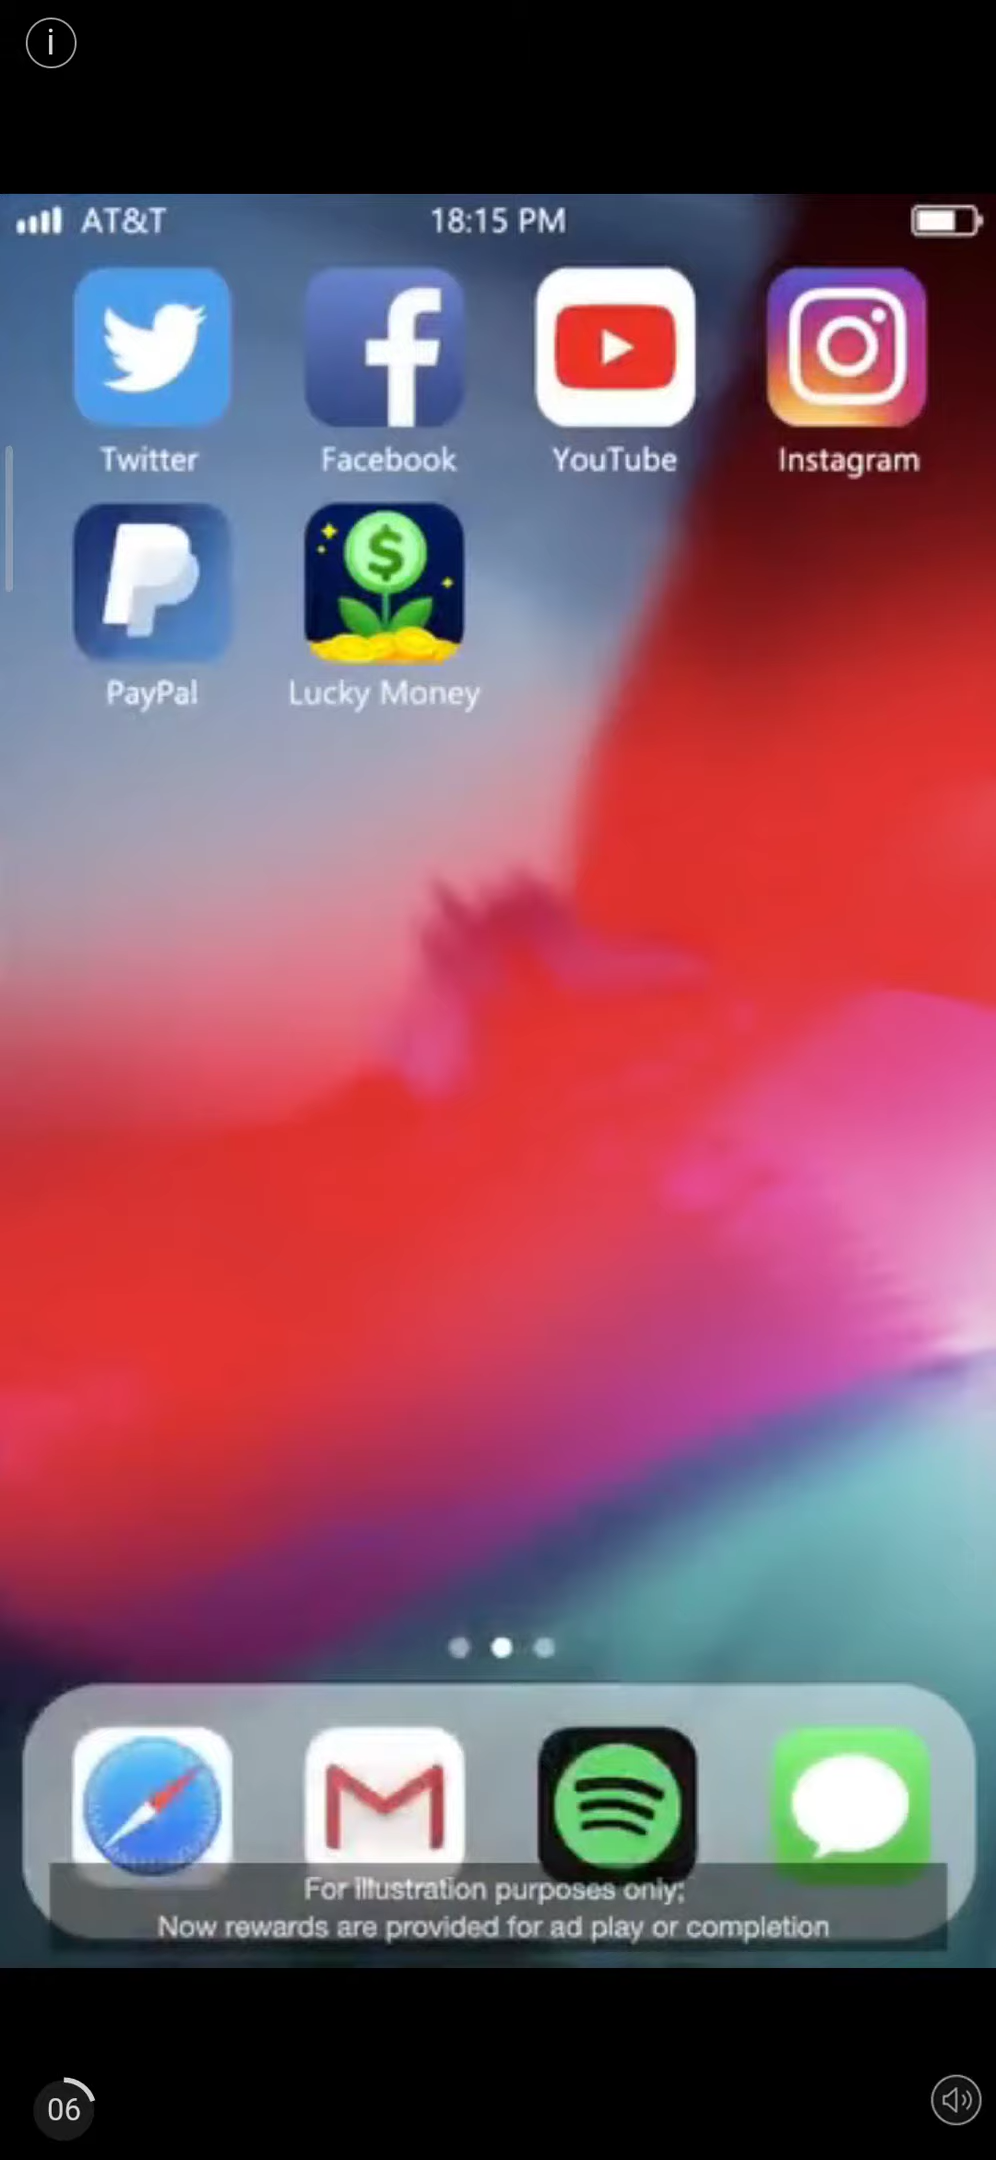 i
AT&T 18:15 PM
Twitter Facebook YouTube Instagram
$
PayPal Lucky Money
For illustration purposes only;
Now rewards are provided for ad play or completion
06